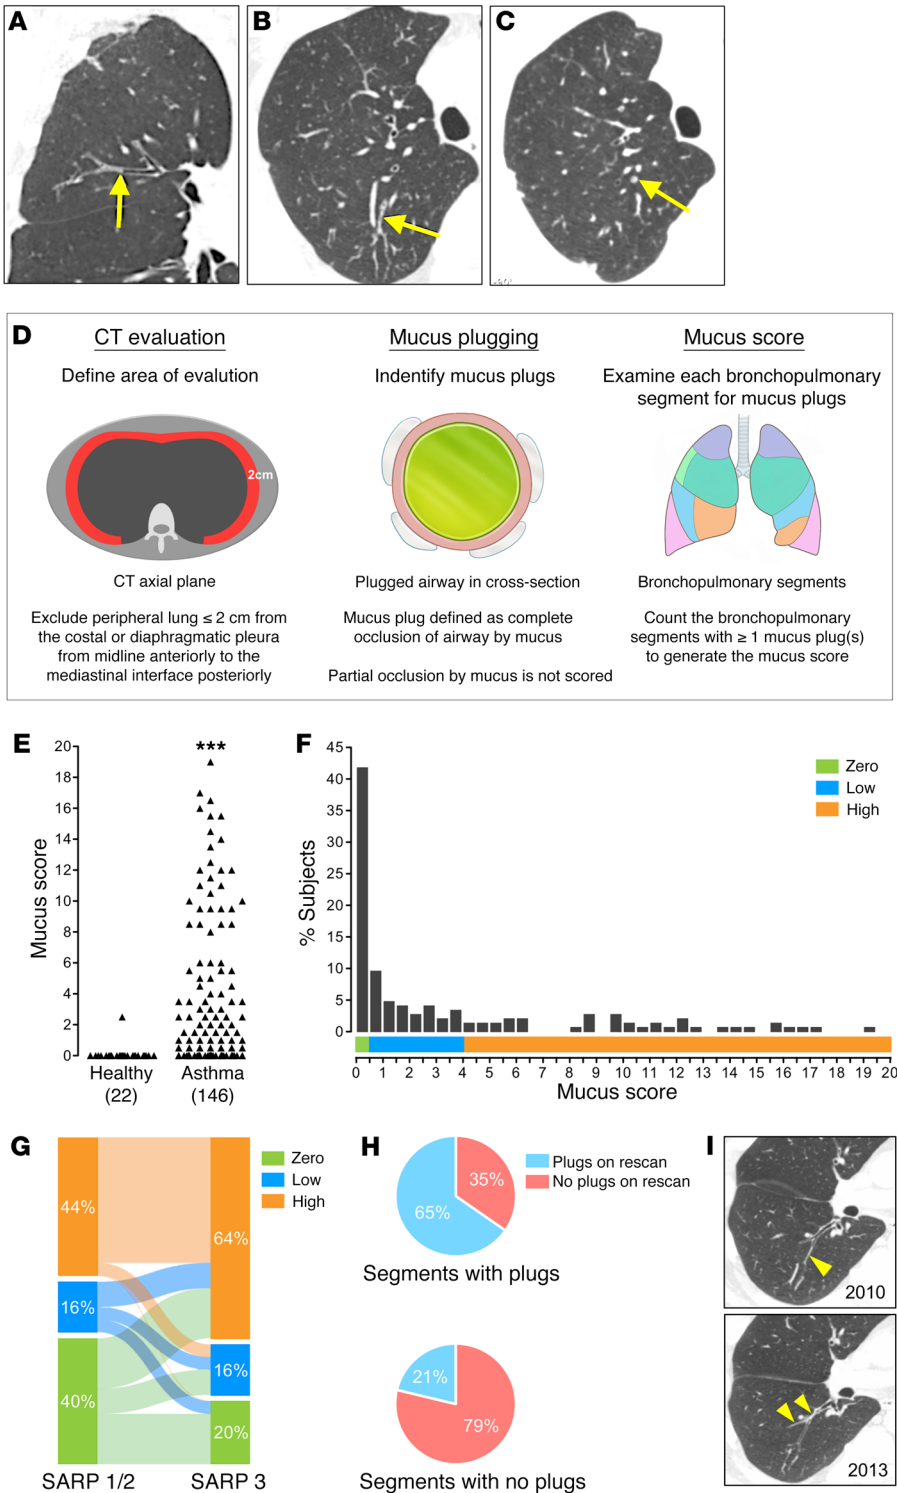 A
B
C
D
CT evaluation
Define area of evalution
2cm
CT axial plane
Exclude peripheral lung ≤ 2 cm from
the costal or diaphragmatic pleura
from midline anteriorly to the
mediastinal interface posteriorly
Mucus plugging
Indentify mucus plugs
Plugged airway in cross-section
Mucus plug defined as complete
occlusion of airway by mucus
Partial occlusion by mucus is not scored
Mucus score
Examine each bronchopulmonary
segment for mucus plugs
Bronchopulmonary segments
Count the bronchopulmonary
segments with ≥ 1 mucus plug(s)
to generate the mucus score
E
Mucus score
20
18
16
14
12
10
8
6
4
2
0
***
Healthy
(22)
Asthma
(146)
F
% Subjects
45
40
35
30
25
20
15
10
5
0
Zero
Low
High
0 1 2 3 4 5 6 7 8 9 10 11 12 13 14 15 16 17 18 19 20
Mucus score
G
44%
16%
40%
64%
16%
20%
Zero
Low
High
SARP 1/2
SARP 3
H
35%
65%
Plugs on rescan
No plugs on rescan
Segments with plugs
21%
79%
Segments with no plugs
I
2010
2013